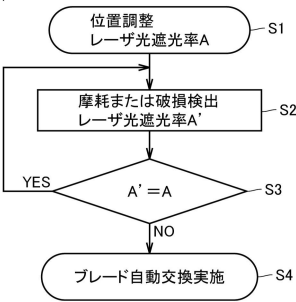 位置調整
レーザ光遮光率A
S1
摩耗または破損検出
レーザ光遮光率A'
S2
YES
A'=A
S3
NO
ブレード自動交換実施
S4